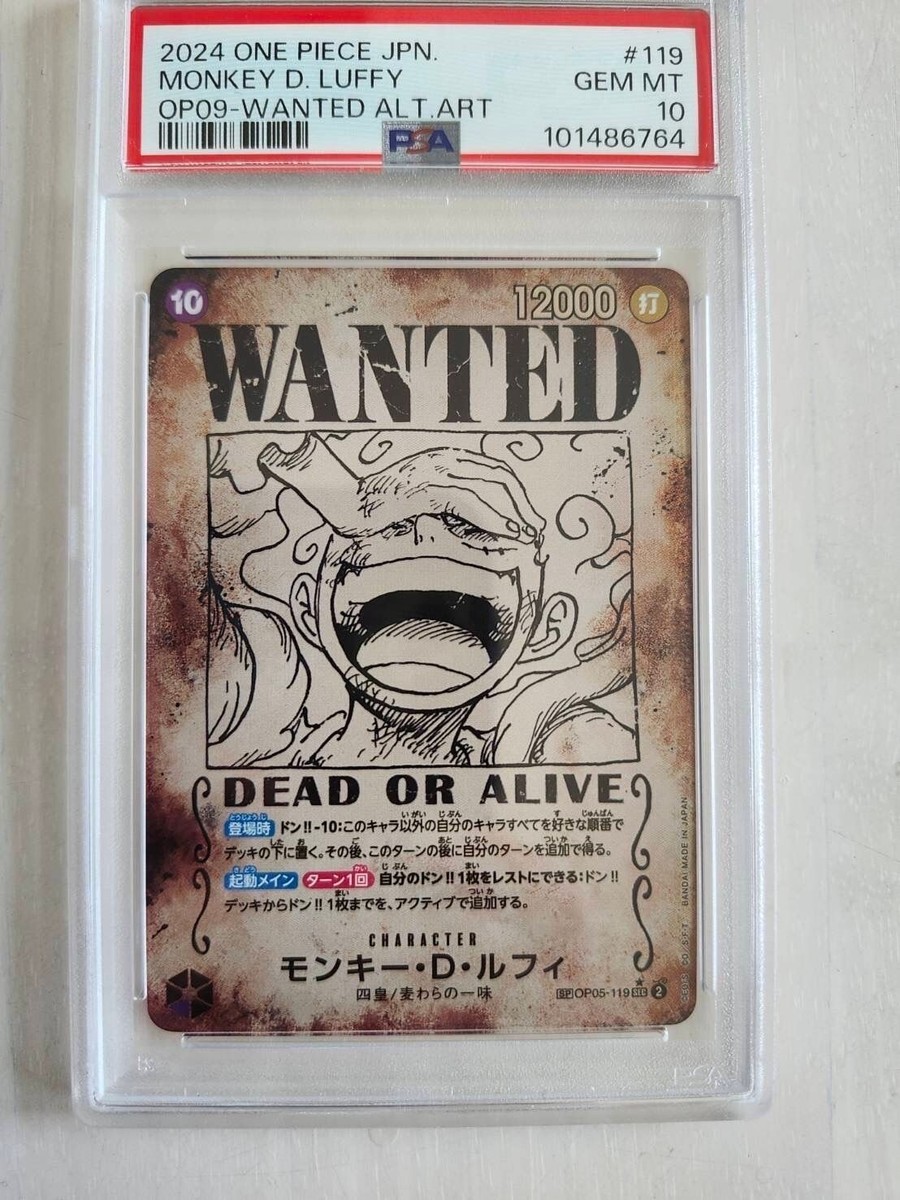 2024 ONE PIECE JPN.
#119
MONKEY D. LUFFY
GEM MT
OP09-WANTED ALT.ART
10
PSA
101486764
10
12000
打
WANTED
DEAD OR ALIVE
登場時 ドン!!-10:このキャラ以外の自分のキャラすべてを好きな順番で
デッキの下に置く。その後、このターンの後に自分のターンを追加で得る。
起動メイン ターン1回 自分のドン!!1枚をレストにできる:ドン!!
デッキからドン!!1枚までを、アクティブで追加する。
CHARACTER
モンキー・D・ルフィ
四皇/麦わらの一味
SP OP05-119 SEC 2
BANDAI MADE IN JAPAN
PSA